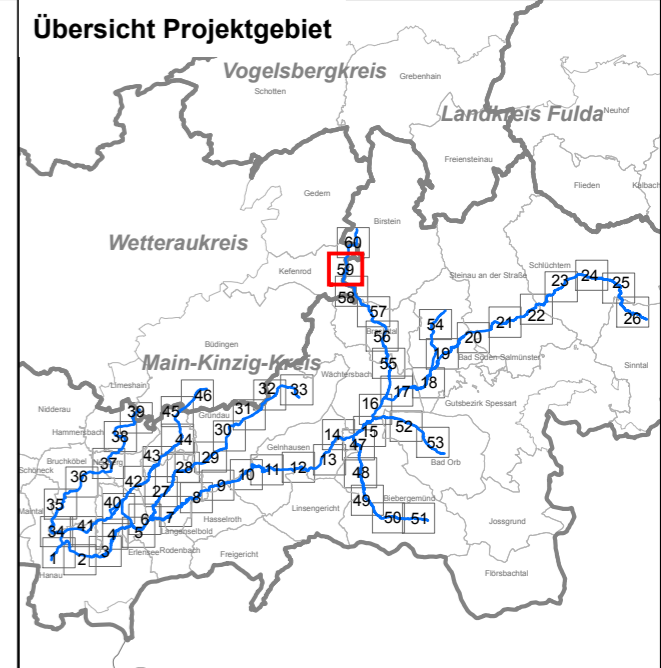 Übersicht Projektgebiet
Vogelsbergkreis
Grebenhain
Schotten
Landkreis Fulda
Neuhof
Freiensteinau
Flieden
Kalbach
Gedern
Birstein
Wetteraukreis
60
Kefenrod
59
Schlüchtern
Steinau an der Straße
23
24
25
58
57
22
26
54
21
56
20
Büdingen
Bad Soden-Salmünster
19
Main-Kinzig-Kreis
55
Wächtersbach
Sinntal
18
17
Limeshain
46
32
33
Gutsbezirk Spessart
16
Nidderau
39
45
31
Gründau
Hammersbach
38
44
30
14
15
52
53
Gelnhausen
47
Bruchköbel
43
29
13
Bad Orb
Schöneck
37
28
12
11
10
48
36
42
9
27
8
Biebergemünd
35
40
49
Linsengericht
Maintal
7
6
50
51
Hasselroth
Jossgrund
34
41
4
5
Langenselbold
1
2
3
Erlensee
Rodenbach
Freigericht
Hanau
Flörsbachtal